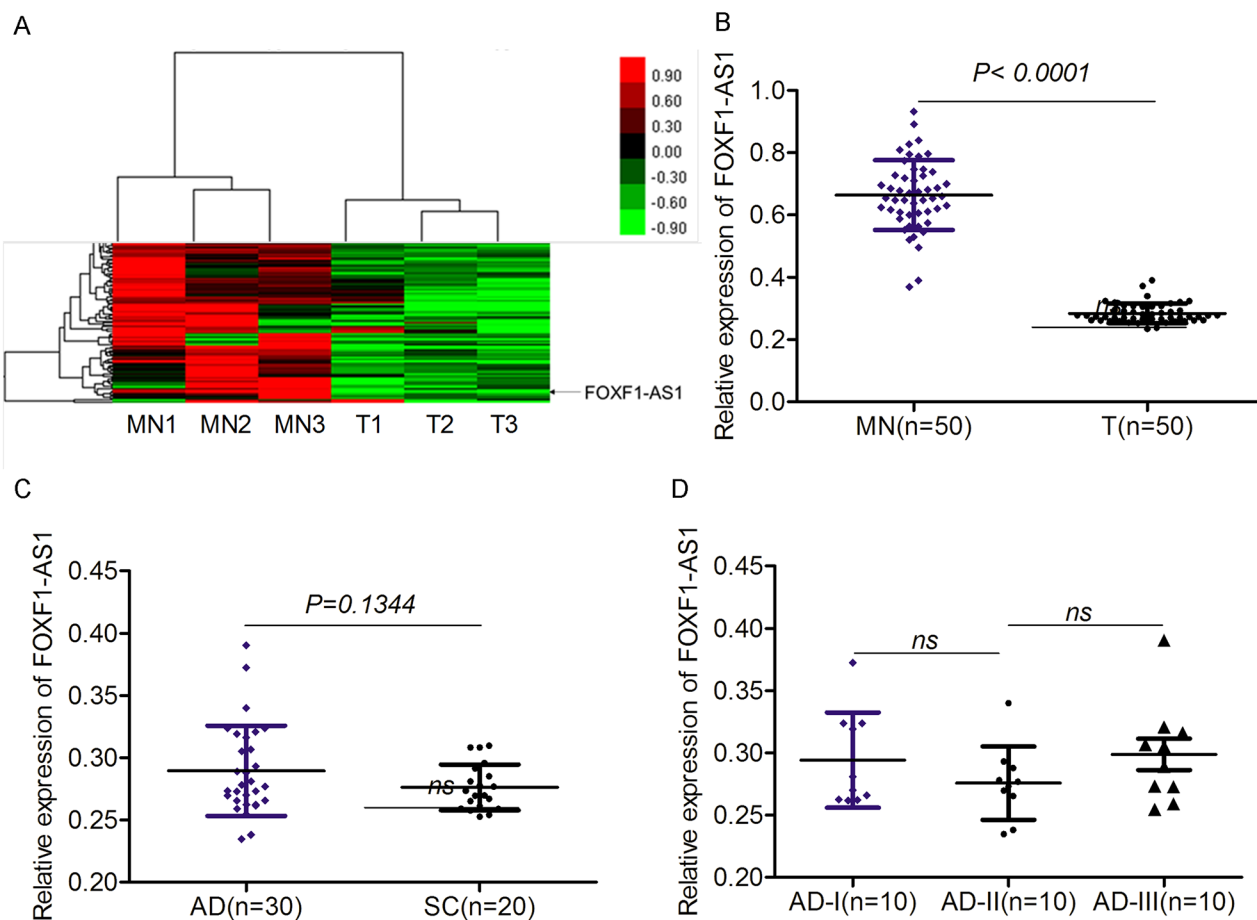 A
0.90
0.60
0.30
0.00
-0.30
-0.60
-0.90
FOXF1-AS1
MN1 MN2 MN3 T1 T2 T3
B
Relative expression of FOXF1-AS1
P< 0.0001
1.0
0.8
0.6
0.4
0.2
0.0
MN(n=50) T(n=50)
C
Relative expression of FOXF1-AS1
P=0.1344
0.45
0.40
0.35
0.30
0.25
0.20
ns
AD(n=30) SC(n=20)
D
Relative expression of FOXF1-AS1
0.45
0.40
0.35
0.30
0.25
0.20
ns
ns
AD-I(n=10) AD-II(n=10) AD-III(n=10)